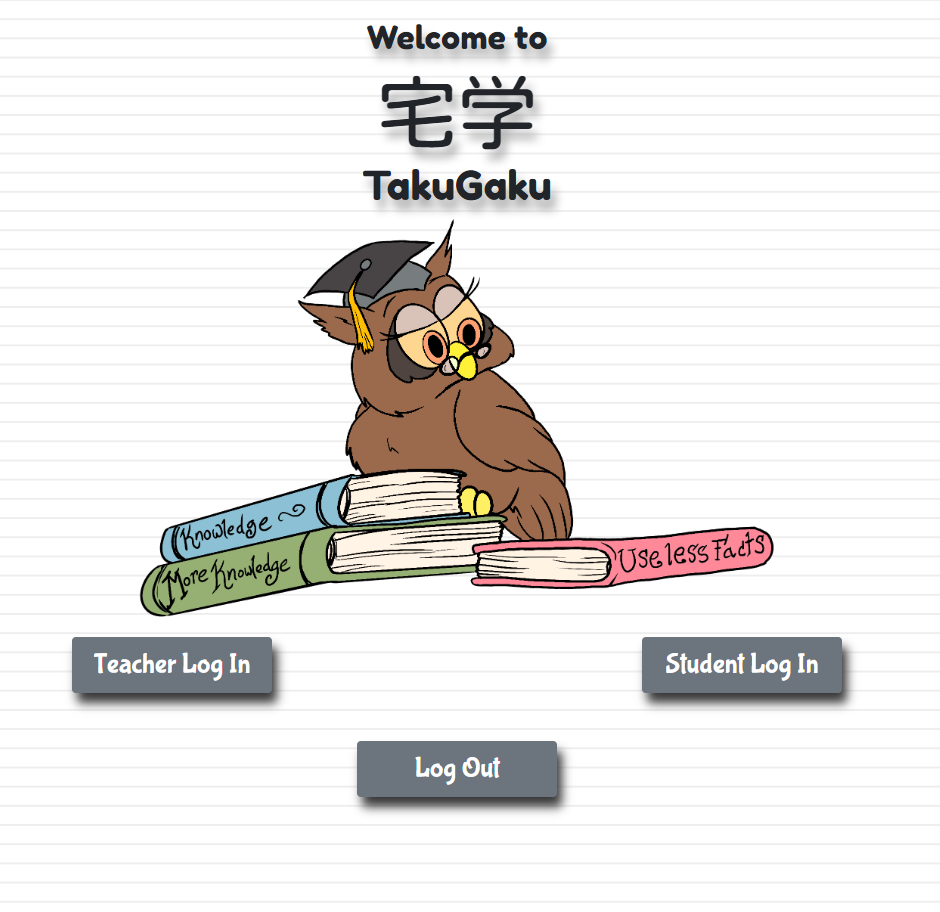 Welcome to
宅学
TakuGaku
Knowledge
More Knowledge
Useless Facts
Teacher Log In
Student Log In
Log Out